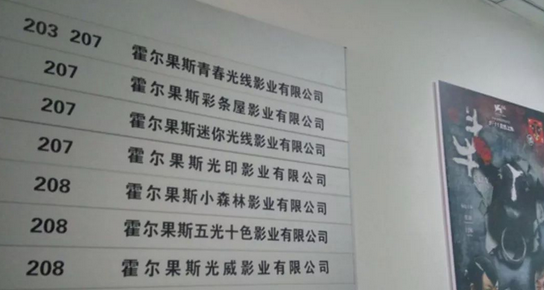 203 207 霍尔果斯青春光线影业有限公司
207 霍尔果斯彩条屋影业有限公司
207 霍尔果斯迷你光线影业有限公司
207 霍尔果斯光印影业有限公司
208 霍尔果斯小森林影业有限公司
208 霍尔果斯五光十色影业有限公司
208 霍尔果斯光威影业有限公司